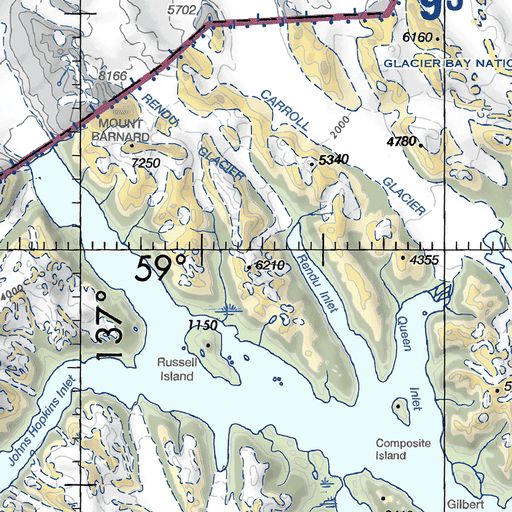 5702
6160
GLACIER BAY NATIO
8166
RENDU
CARROLL
MOUNT
BARNARD
2000
7250
GLACIER
5340
4780
GLACIER
59°
6210
Rendu Inlet
4355
4000
137°
1150
Queen
Inlet
Russell
Island
Johns Hopkins Inlet
Composite
Island
Gilbert